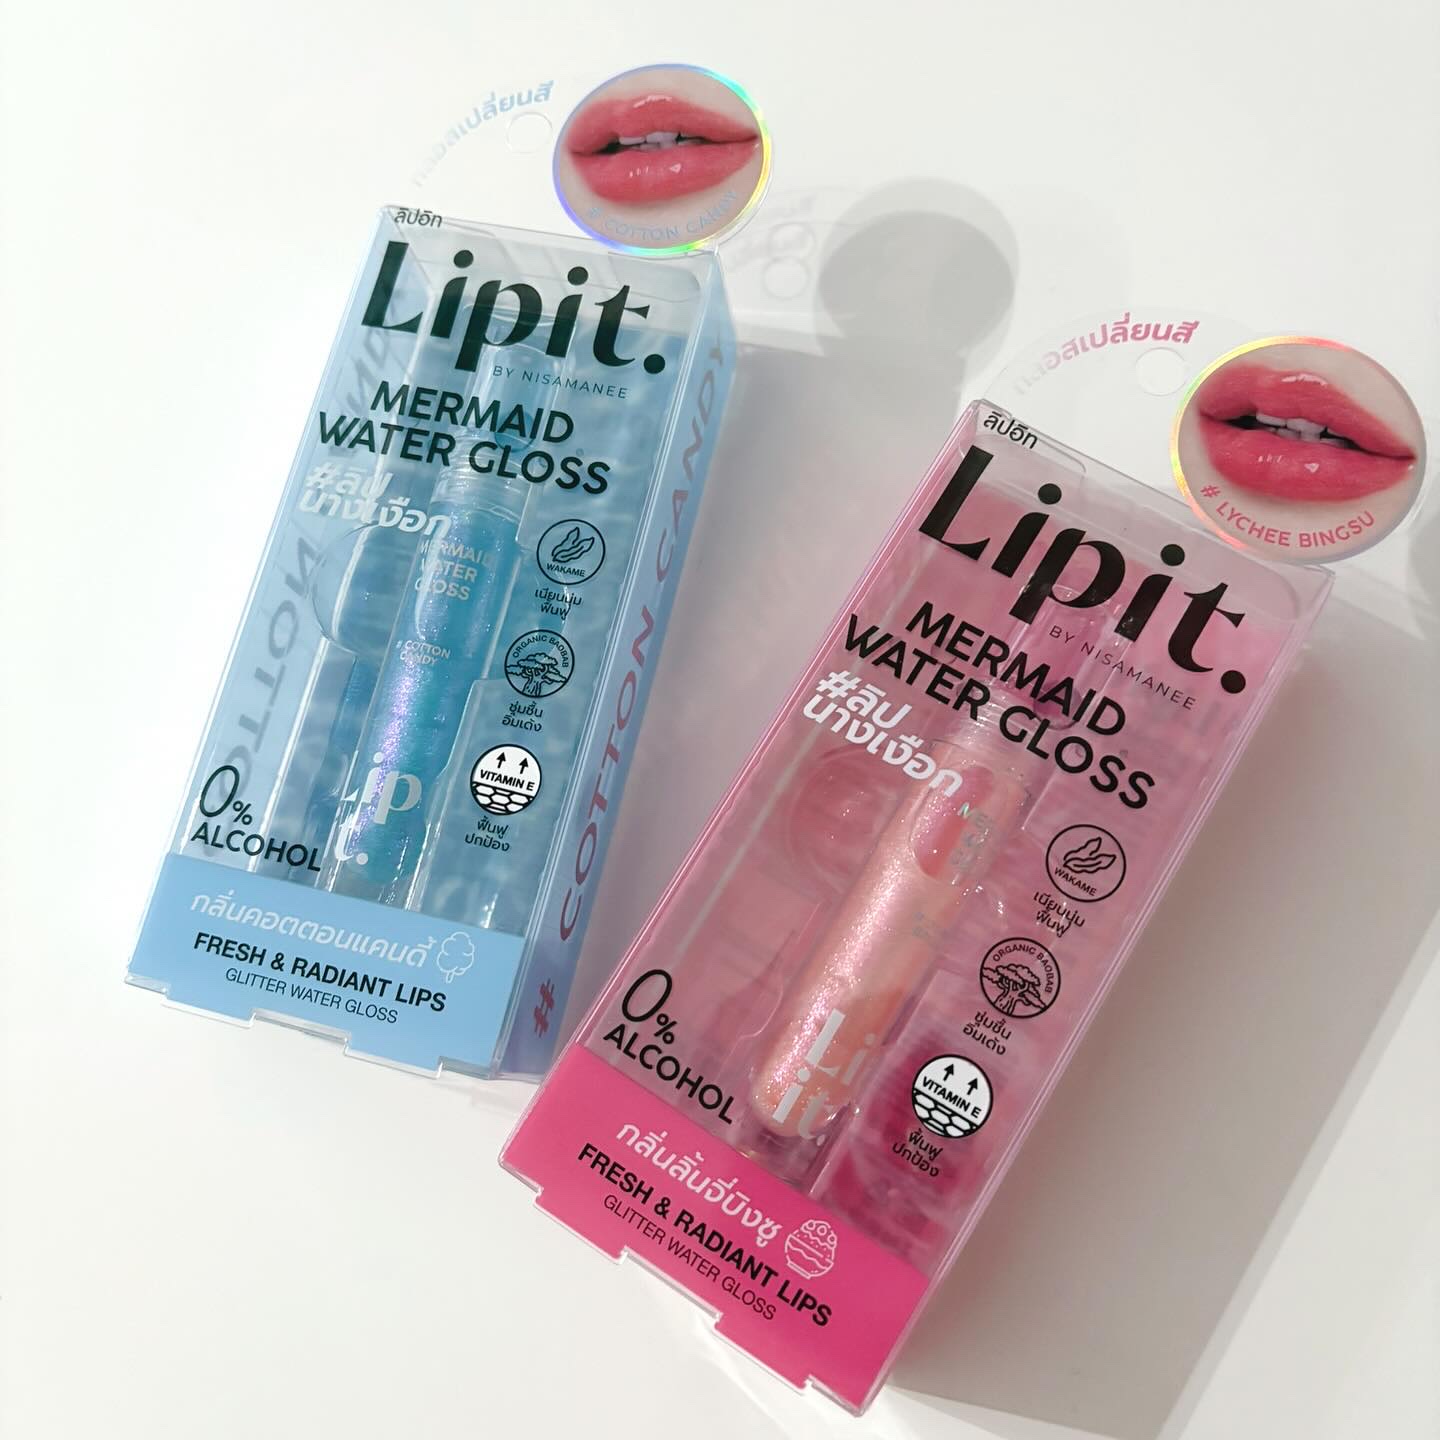 กลอสเปลี่ยนสี
# COTTON CANDY
ลิปอิท
Lipit.
BY NISAMANEE
MERMAID
WATER GLOSS
#ลิป
นางเงือก
MERMAID
WATER
GLOSS
# COTTON
CANDY
Lip
it.
WAKAME
เนียนนุ่ม
ฟื้นฟู
ORGANIC BAOBAB
ชุ่มชื้น
อิ่มเด้ง
VITAMIN E
ฟื้นฟู
ปกป้อง
0%
ALCOHOL
กลิ่นคอตตอนแคนดี้
FRESH & RADIANT LIPS
GLITTER WATER GLOSS
# COTTON CANDY
กลอสเปลี่ยนสี
# LYCHEE BINGSU
ลิปอิท
Lipit.
BY NISAMANEE
MERMAID
WATER GLOSS
#ลิป
นางเงือก
Lip
it.
WAKAME
เนียนนุ่ม
ฟื้นฟู
ORGANIC BAOBAB
ชุ่มชื้น
อิ่มเด้ง
VITAMIN E
ฟื้นฟู
ปกป้อง
0%
ALCOHOL
กลิ่นลิ้นจี่บิงซู
FRESH & RADIANT LIPS
GLITTER WATER GLOSS